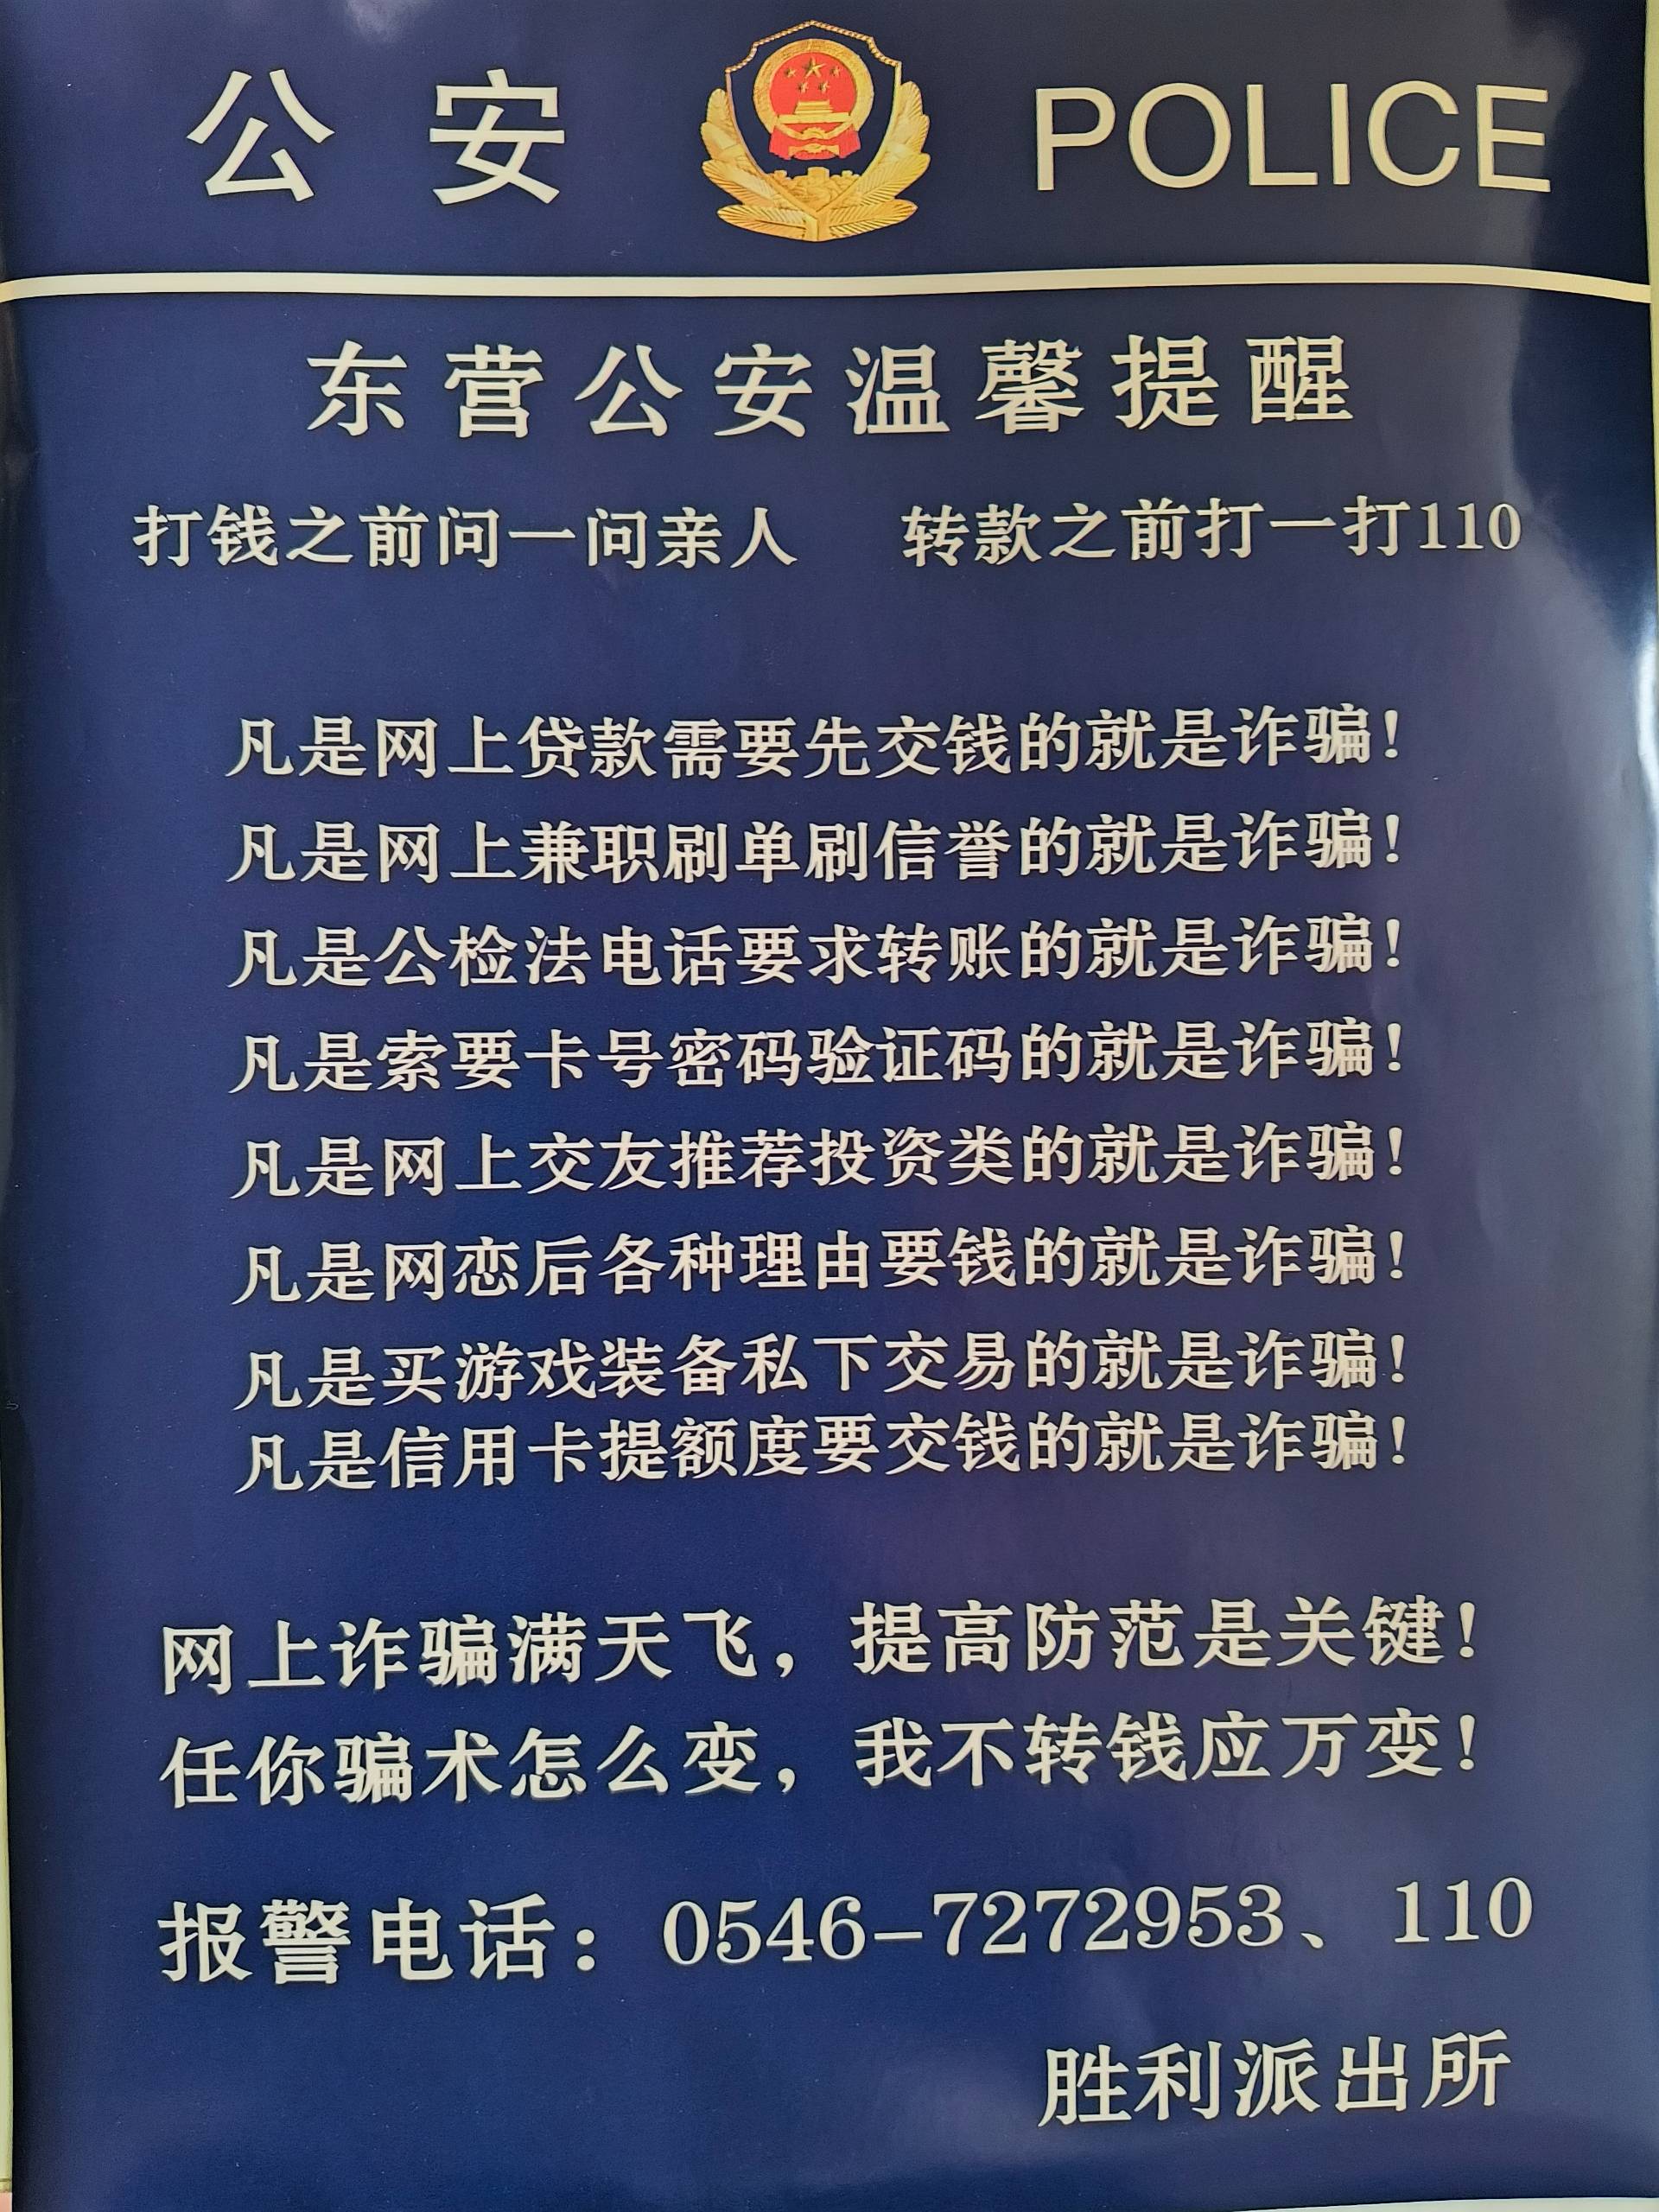 公安 POLICE
东营公安温馨提醒
打钱之前问一问亲人 转款之前打一打110
凡是网上贷款需要先交钱的就是诈骗！
凡是网上兼职刷单刷信誉的就是诈骗！
凡是公检法电话要求转账的就是诈骗！
凡是索要卡号密码验证码的就是诈骗！
凡是网上交友推荐投资类的就是诈骗！
凡是网恋后各种理由要钱的就是诈骗！
凡是买游戏装备私下交易的就是诈骗！
凡是信用卡提额度要交钱的就是诈骗！
网上诈骗满天飞，提高防范是关键！
任你骗术怎么变，我不转钱应万变！
报警电话：0546-7272953、110
胜利派出所